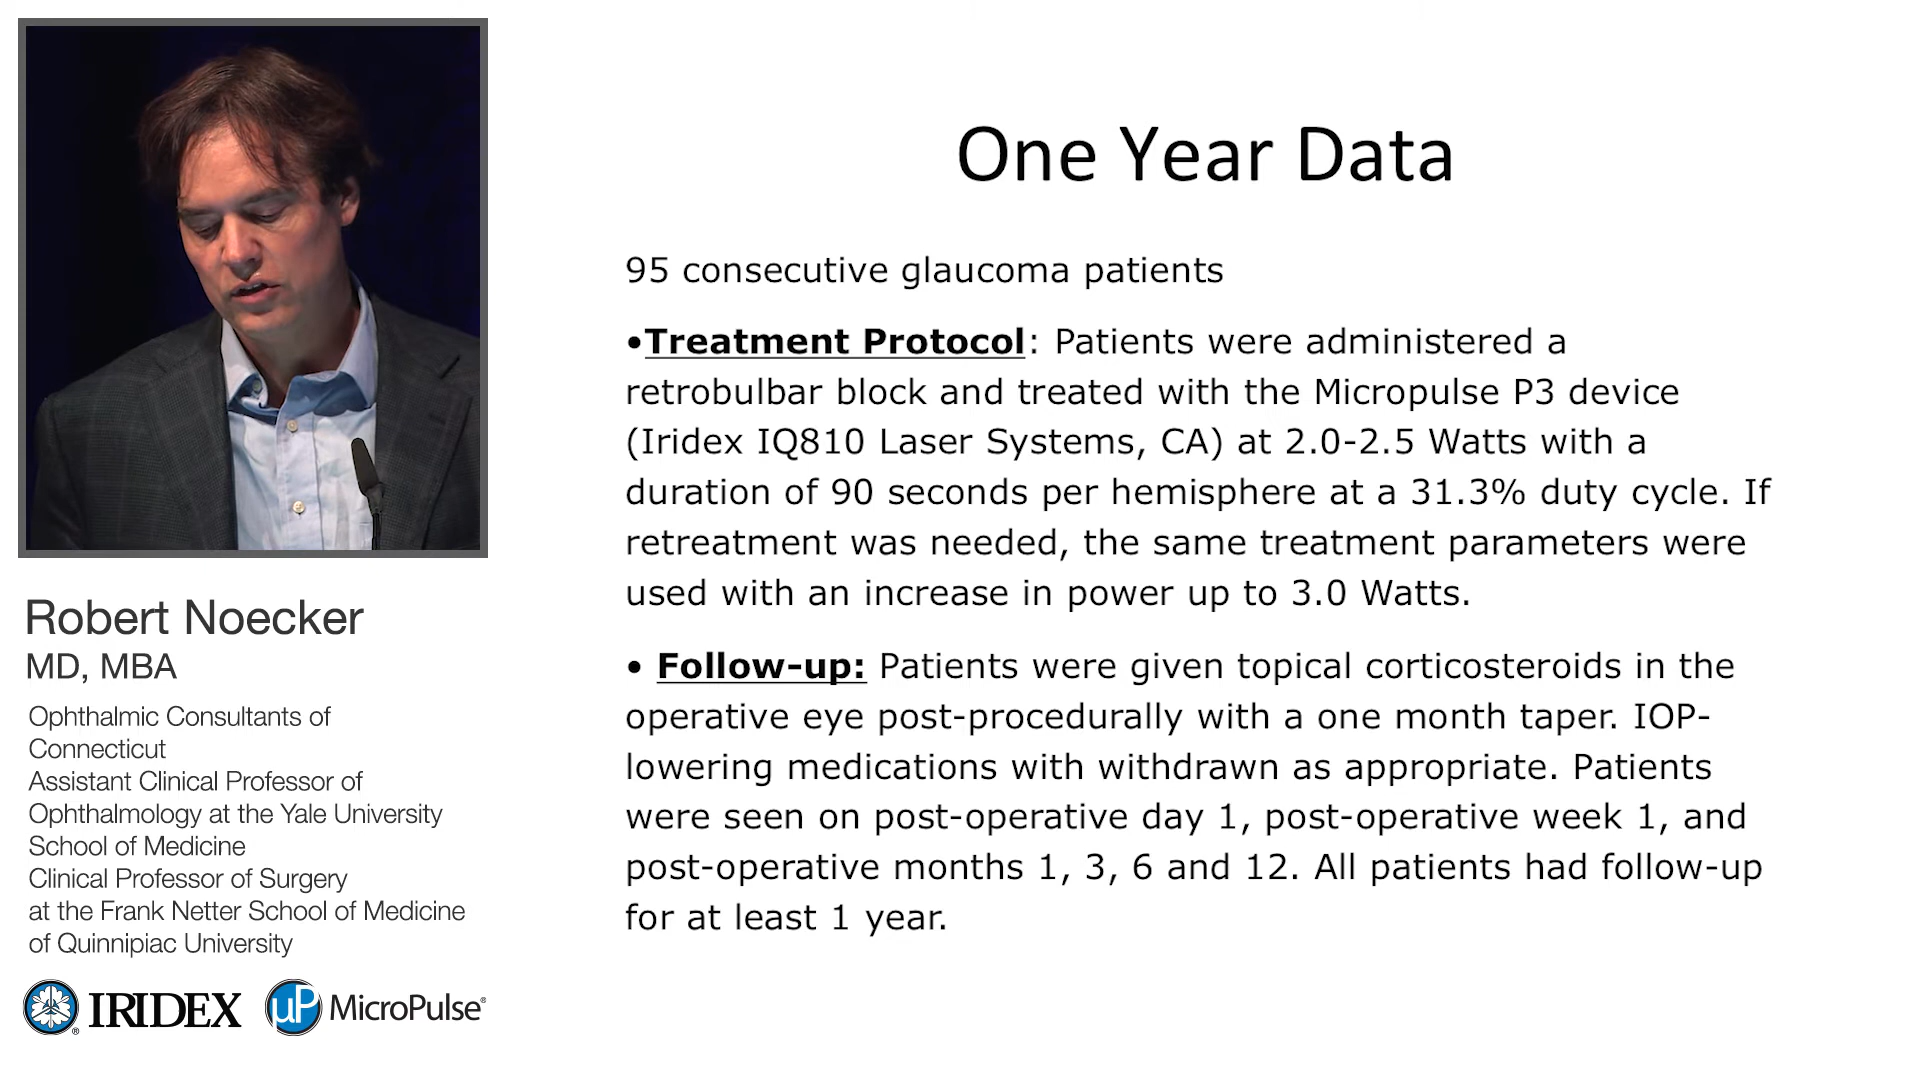 One Year Data
95 consecutive glaucoma patients
•Treatment Protocol: Patients were administered a
retrobulbar block and treated with the Micropulse P3 device
(Iridex IQ810 Laser Systems, CA) at 2.0-2.5 Watts with a
duration of 90 seconds per hemisphere at a 31.3% duty cycle. If
retreatment was needed, the same treatment parameters were
used with an increase in power up to 3.0 Watts.
• Follow-up: Patients were given topical corticosteroids in the
operative eye post-procedurally with a one month taper. IOP-
lowering medications with withdrawn as appropriate. Patients
were seen on post-operative day 1, post-operative week 1, and
post-operative months 1, 3, 6 and 12. All patients had follow-up
for at least 1 year.
Robert Noecker
MD, MBA
Ophthalmic Consultants of
Connecticut
Assistant Clinical Professor of
Ophthalmology at the Yale University
School of Medicine
Clinical Professor of Surgery
at the Frank Netter School of Medicine
of Quinnipiac University
® IRIDEX µP MicroPulse®